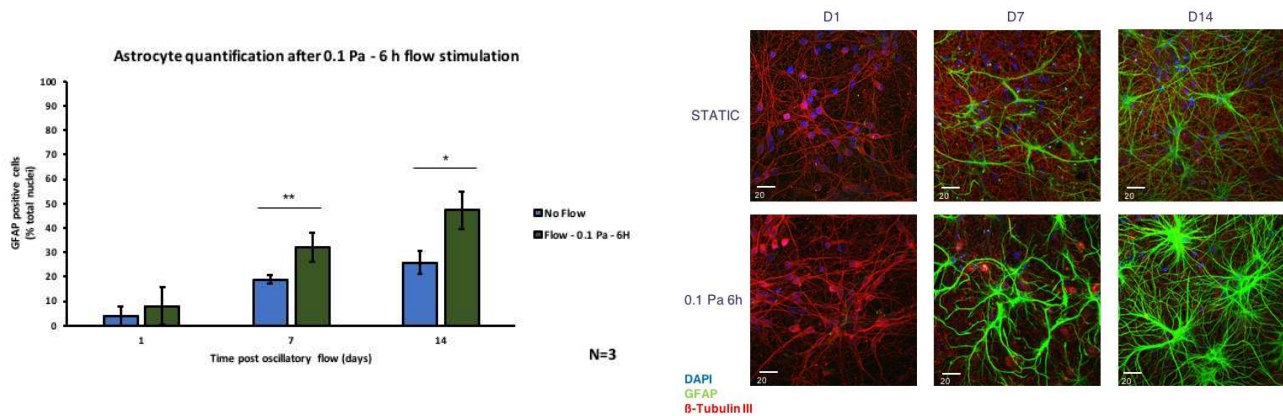 Astrocyte quantification after 0.1 Pa - 6 h flow stimulation
GFAP positive cells
(% total nuclei)
100
90
80
70
60
50
40
30
20
10
0
**
*
1
7
14
Time post oscillatory flow (days)
No Flow
Flow - 0.1 Pa - 6H
N=3
D1
D7
D14
STATIC
20
20
20
0.1 Pa 6h
20
20
20
DAPI
GFAP
ß-Tubulin III